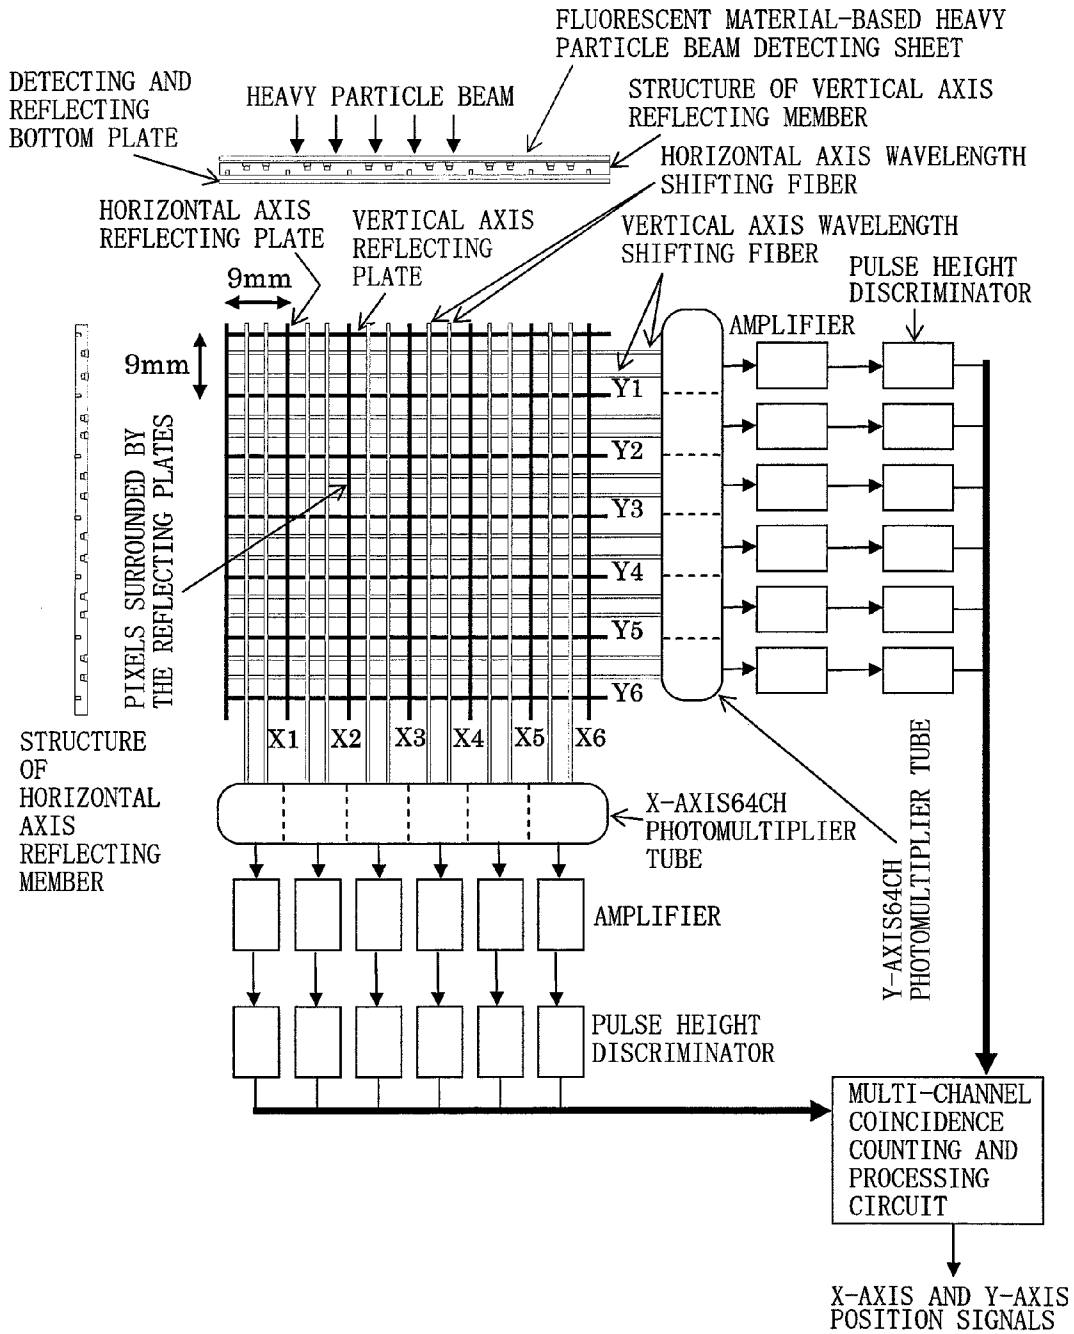 FLUORESCENT MATERIAL-BASED HEAVY
PARTICLE BEAM DETECTING SHEET
DETECTING AND
REFLECTING
BOTTOM PLATE
HEAVY PARTICLE BEAM
STRUCTURE OF VERTICAL AXIS
REFLECTING MEMBER
HORIZONTAL AXIS WAVELENGTH
SHIFTING FIBER
HORIZONTAL AXIS
REFLECTING PLATE
VERTICAL AXIS
REFLECTING
PLATE
VERTICAL AXIS WAVELENGTH
SHIFTING FIBER
PULSE HEIGHT
DISCRIMINATOR
AMPLIFIER
9mm
9mm
PIXELS SURROUNDED BY
THE REFLECTING PLATES
Y1
Y2
Y3
Y4
Y5
Y6
X1 X2 X3 X4 X5 X6
STRUCTURE
OF
HORIZONTAL
AXIS
REFLECTING
MEMBER
X-AXIS64CH
PHOTOMULTIPLIER
TUBE
Y-AXIS64CH
PHOTOMULTIPLIER TUBE
AMPLIFIER
PULSE HEIGHT
DISCRIMINATOR
MULTI-CHANNEL
COINCIDENCE
COUNTING AND
PROCESSING
CIRCUIT
X-AXIS AND Y-AXIS
POSITION SIGNALS